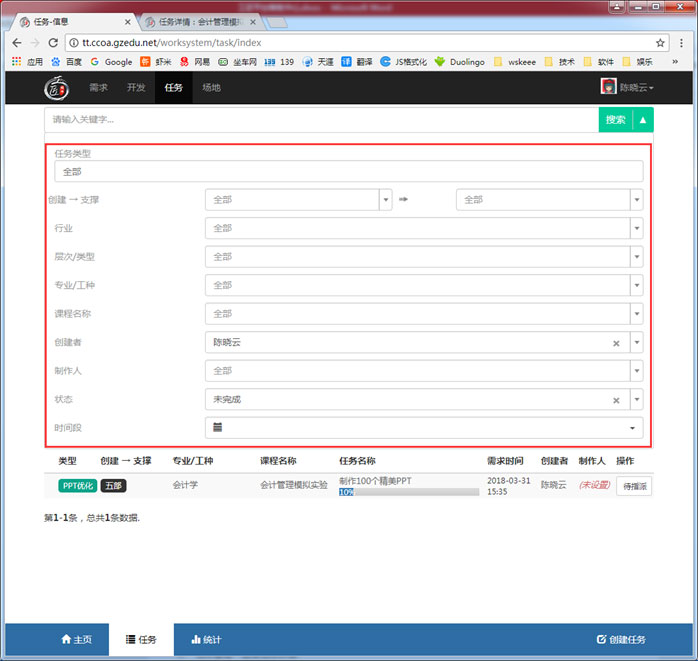 任务-信息
任务详情：会计管理模拟
tt.ccoa.gzedu.net/worksystem/task/index
应用 百度 Google 虾米 网易 坐车网 139 天涯 翻译 JS格式化 Duolingo wskeee 技术 软件 娱乐 »
需求 开发 任务 场地 陈晓云
请输入关键字... 搜索 ▲
任务类型
全部
创建 → 支撑 全部 ⇒ 全部
行业 全部
层次/类型 全部
专业/工种 全部
课程名称 全部
创建者 陈晓云 ×
制作人 全部
状态 未完成 ×
时间段
类型 创建 → 支撑 专业/工种 课程名称 任务名称 需求时间 创建者 制作人 操作
PPT优化 五部 会计学 会计管理模拟实验 制作100个精美PPT 2018-03-31 陈晓云 (未设置) 待指派
10% 15:35
第1-1条，总共1条数据.
主页 任务 统计 创建任务